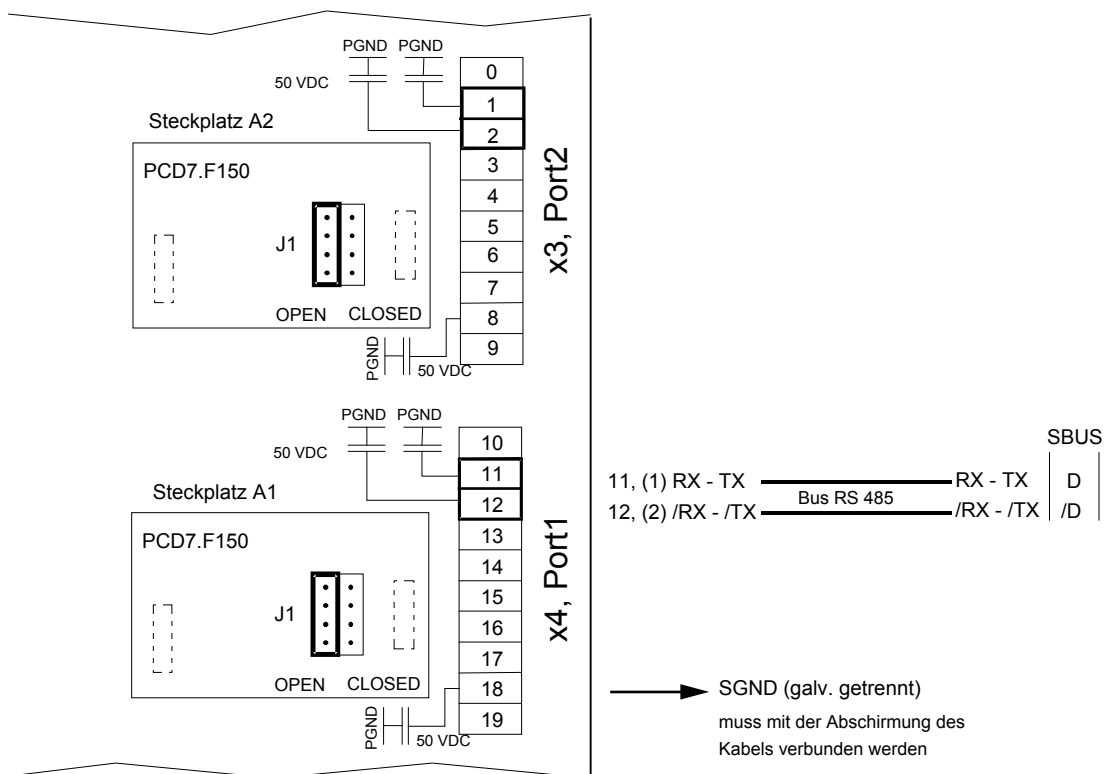 PGND PGND
50 VDC
0
1
2
3
4
5
6
7
8
9
x3, Port2
Steckplatz A2
PCD7.F150
J1
OPEN CLOSED
PGND
50 VDC
PGND PGND
50 VDC
10
11
12
13
14
15
16
17
18
19
x4, Port1
Steckplatz A1
PCD7.F150
J1
OPEN CLOSED
PGND
50 VDC
SBUS
11, (1) RX - TX RX - TX D
Bus RS 485
12, (2) /RX - /TX /RX - /TX /D
SGND (galv. getrennt)
muss mit der Abschirmung des
Kabels verbunden werden